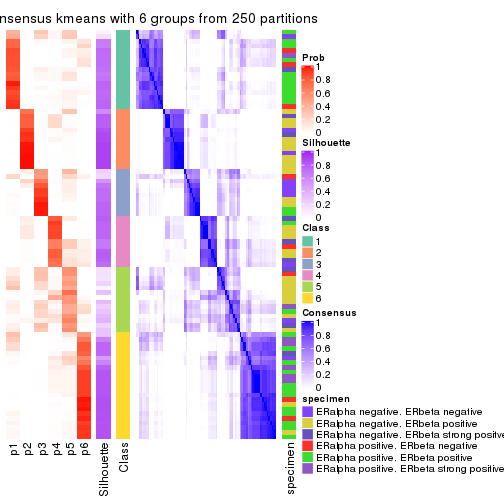 nsensus kmeans with 6 groups from 250 partitions
Prob
1
0.8
0.6
0.4
0.2
0
Silhouette
1
0.8
0.6
0.4
0.2
0
Class
1
2
3
4
5
6
Consensus
1
0.8
0.6
0.4
0.2
0
specimen
ERalpha negative. ERbeta negative
ERalpha negative. ERbeta positive
ERalpha negative. ERbeta strong positive
ERalpha positive. ERbeta negative
ERalpha positive. ERbeta positive
ERalpha positive. ERbeta strong positive
p1
p2
p3
p4
p5
p6
Silhouette
Class
specimen